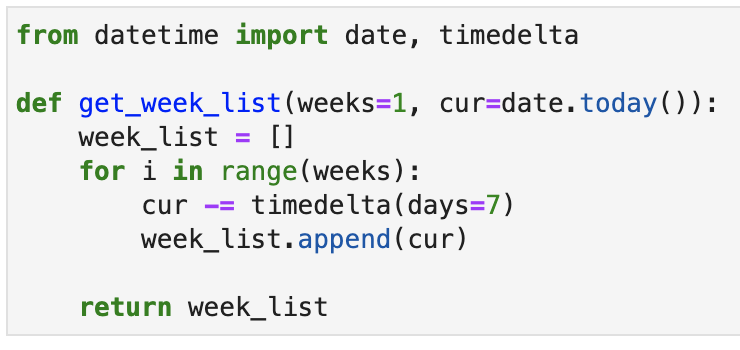 from datetime import date, timedelta

def get_week_list(weeks=1, cur=date.today()):
    week_list = []
    for i in range(weeks):
        cur -= timedelta(days=7)
        week_list.append(cur)

    return week_list